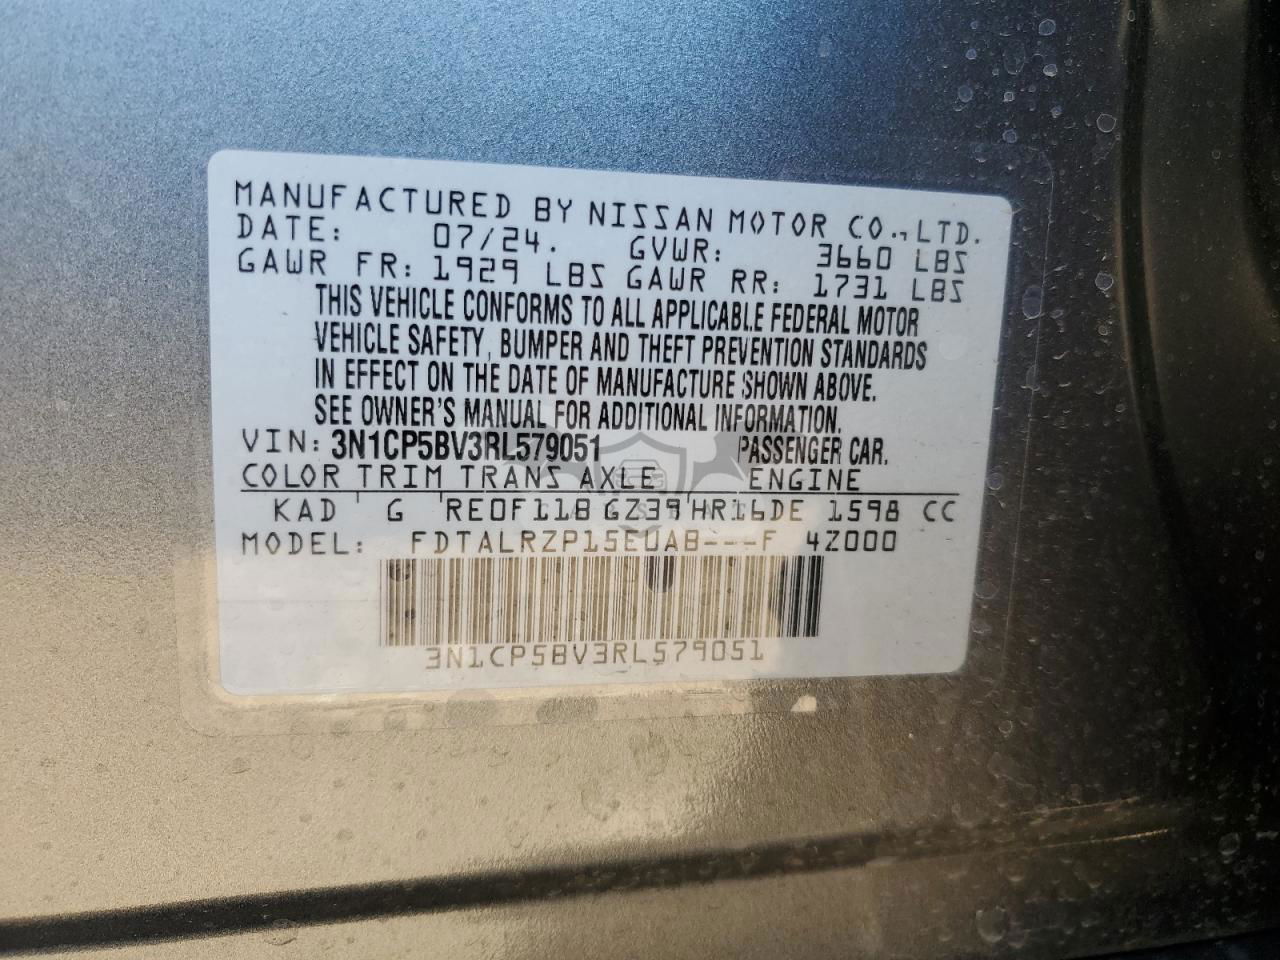 MANUFACTURED BY NISSAN MOTOR CO., LTD.
DATE: 07/24. GVWR: 3660 LBS
GAWR FR: 1929 LBS GAWR RR: 1731 LBS
THIS VEHICLE CONFORMS TO ALL APPLICABLE FEDERAL MOTOR
VEHICLE SAFETY, BUMPER AND THEFT PREVENTION STANDARDS
IN EFFECT ON THE DATE OF MANUFACTURE SHOWN ABOVE.
SEE OWNER'S MANUAL FOR ADDITIONAL INFORMATION.
VIN: 3N1CP5BV3RL579051 PASSENGER CAR.
COLOR TRIM TRANS AXLE ENGINE
KAD G RE0F11B GZ39 HR16DE 1598 CC
MODEL: FDTALRZP15EUAB---F 4Z000
3N1CP5BV3RL579051